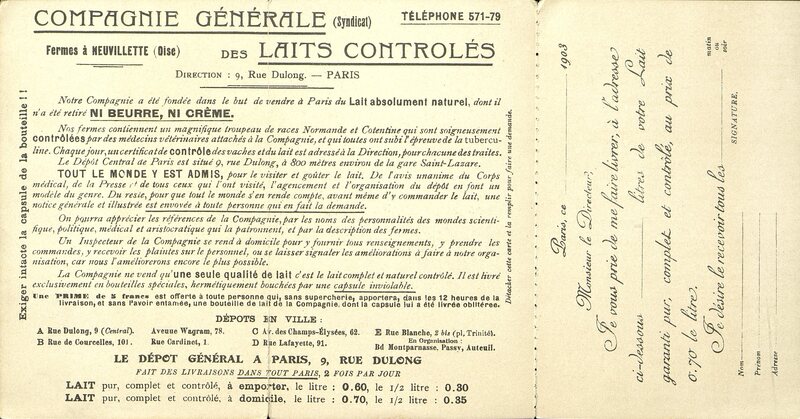 COMPAGNIE GÉNÉRALE (Syndicat)
TÉLÉPHONE 571-79
Fermes à NEUVILLETTE (Oise)
DES LAITS CONTROLÉS
DIRECTION : 9, RUE DULONG. — PARIS
Exiger intacte la capsule de la bouteille !!
Notre Compagnie a été fondée dans le but de vendre à Paris du Lait absolument naturel, dont il
n'a été retiré NI BEURRE, NI CRÈME.
Nos fermes contiennent un magnifique troupeau de races Normande et Cotentine qui sont soigneusement
contrôlées par des médecins vétérinaires attachés à la Compagnie, et qui toutes ont subi l'épreuve de la tubercu-
line. Chaque jour, un certificat de contrôle des vaches et du lait est adressé à la Direction, pour chacune des traites.
Le Dépôt Central de Paris est situé 9, rue Dulong, à 800 mètres environ de la gare Saint-Lazare.
TOUT LE MONDE Y EST ADMIS, pour le visiter et goûter le lait. De l'avis unanime du Corps
médical, de la Presse et de tous ceux qui l'ont visité, l'agencement et l'organisation du dépôt en font un
modèle du genre. Du reste, pour que tout le monde s'en rende compte, avant même d'y commander le lait, une
notice générale et illustrée est envoyée à toute personne qui en fait la demande.
On pourra apprécier les références de la Compagnie, par les noms des personnalités des mondes scienti-
fique, politique, médical et aristocratique qui la patronnent, et par la description des fermes.
Un Inspecteur de la Compagnie se rend à domicile pour y fournir tous renseignements, y prendre les
commandes, y recevoir les plaintes sur le personnel, ou se laisser signaler les améliorations à faire à notre orga-
nisation, car nous l'améliorerons encore le plus possible.
La Compagnie ne vend qu'une seule qualité de lait c'est le lait complet et naturel contrôlé. Il est livré
exclusivement en bouteilles spéciales, hermétiquement bouchées par une capsule inviolable.
Une PRIME de 5 francs est offerte à toute personne qui, sans supercherie, apportera, dans les 12 heures de la
livraison, et sans l'avoir entamée, une bouteille de lait de la Compagnie, dont la capsule lui a été livrée oblitérée.
DÉPOTS EN VILLE :
A Rue Dulong, 9 (Central). Avenue Wagram, 78. C Av. des Champs-Élysées, 62. E Rue Blanche, 2 bis (pl. Trinité).
B Rue de Courcelles, 101. Rue Cardinet, 1. D Rue Lafayette, 91. En Organisation :
Bd Montparnasse, Passy, Auteuil.
LE DÉPOT GÉNÉRAL A PARIS, 9, RUE DULONG
FAIT DES LIVRAISONS DANS TOUT PARIS, 2 FOIS PAR JOUR
LAIT pur, complet et contrôlé, à emporter, le litre : 0.60, le 1/2 litre : 0.30
LAIT pur, complet et contrôlé, à domicile, le litre : 0.70, le 1/2 litre : 0.35
Détacher cette carte et la remplir pour faire une demande.
Paris, ce 1903
Monsieur le Directeur,
Je vous prie de me faire livrer, à l'adresse
ci-dessous litres de votre Lait
garanti pur, complet et contrôlé, au prix de
0.70 le litre.
Je désire le recevoir tous les
matin
ou
soir
SIGNATURE,
Nom
Prénom
Adresse